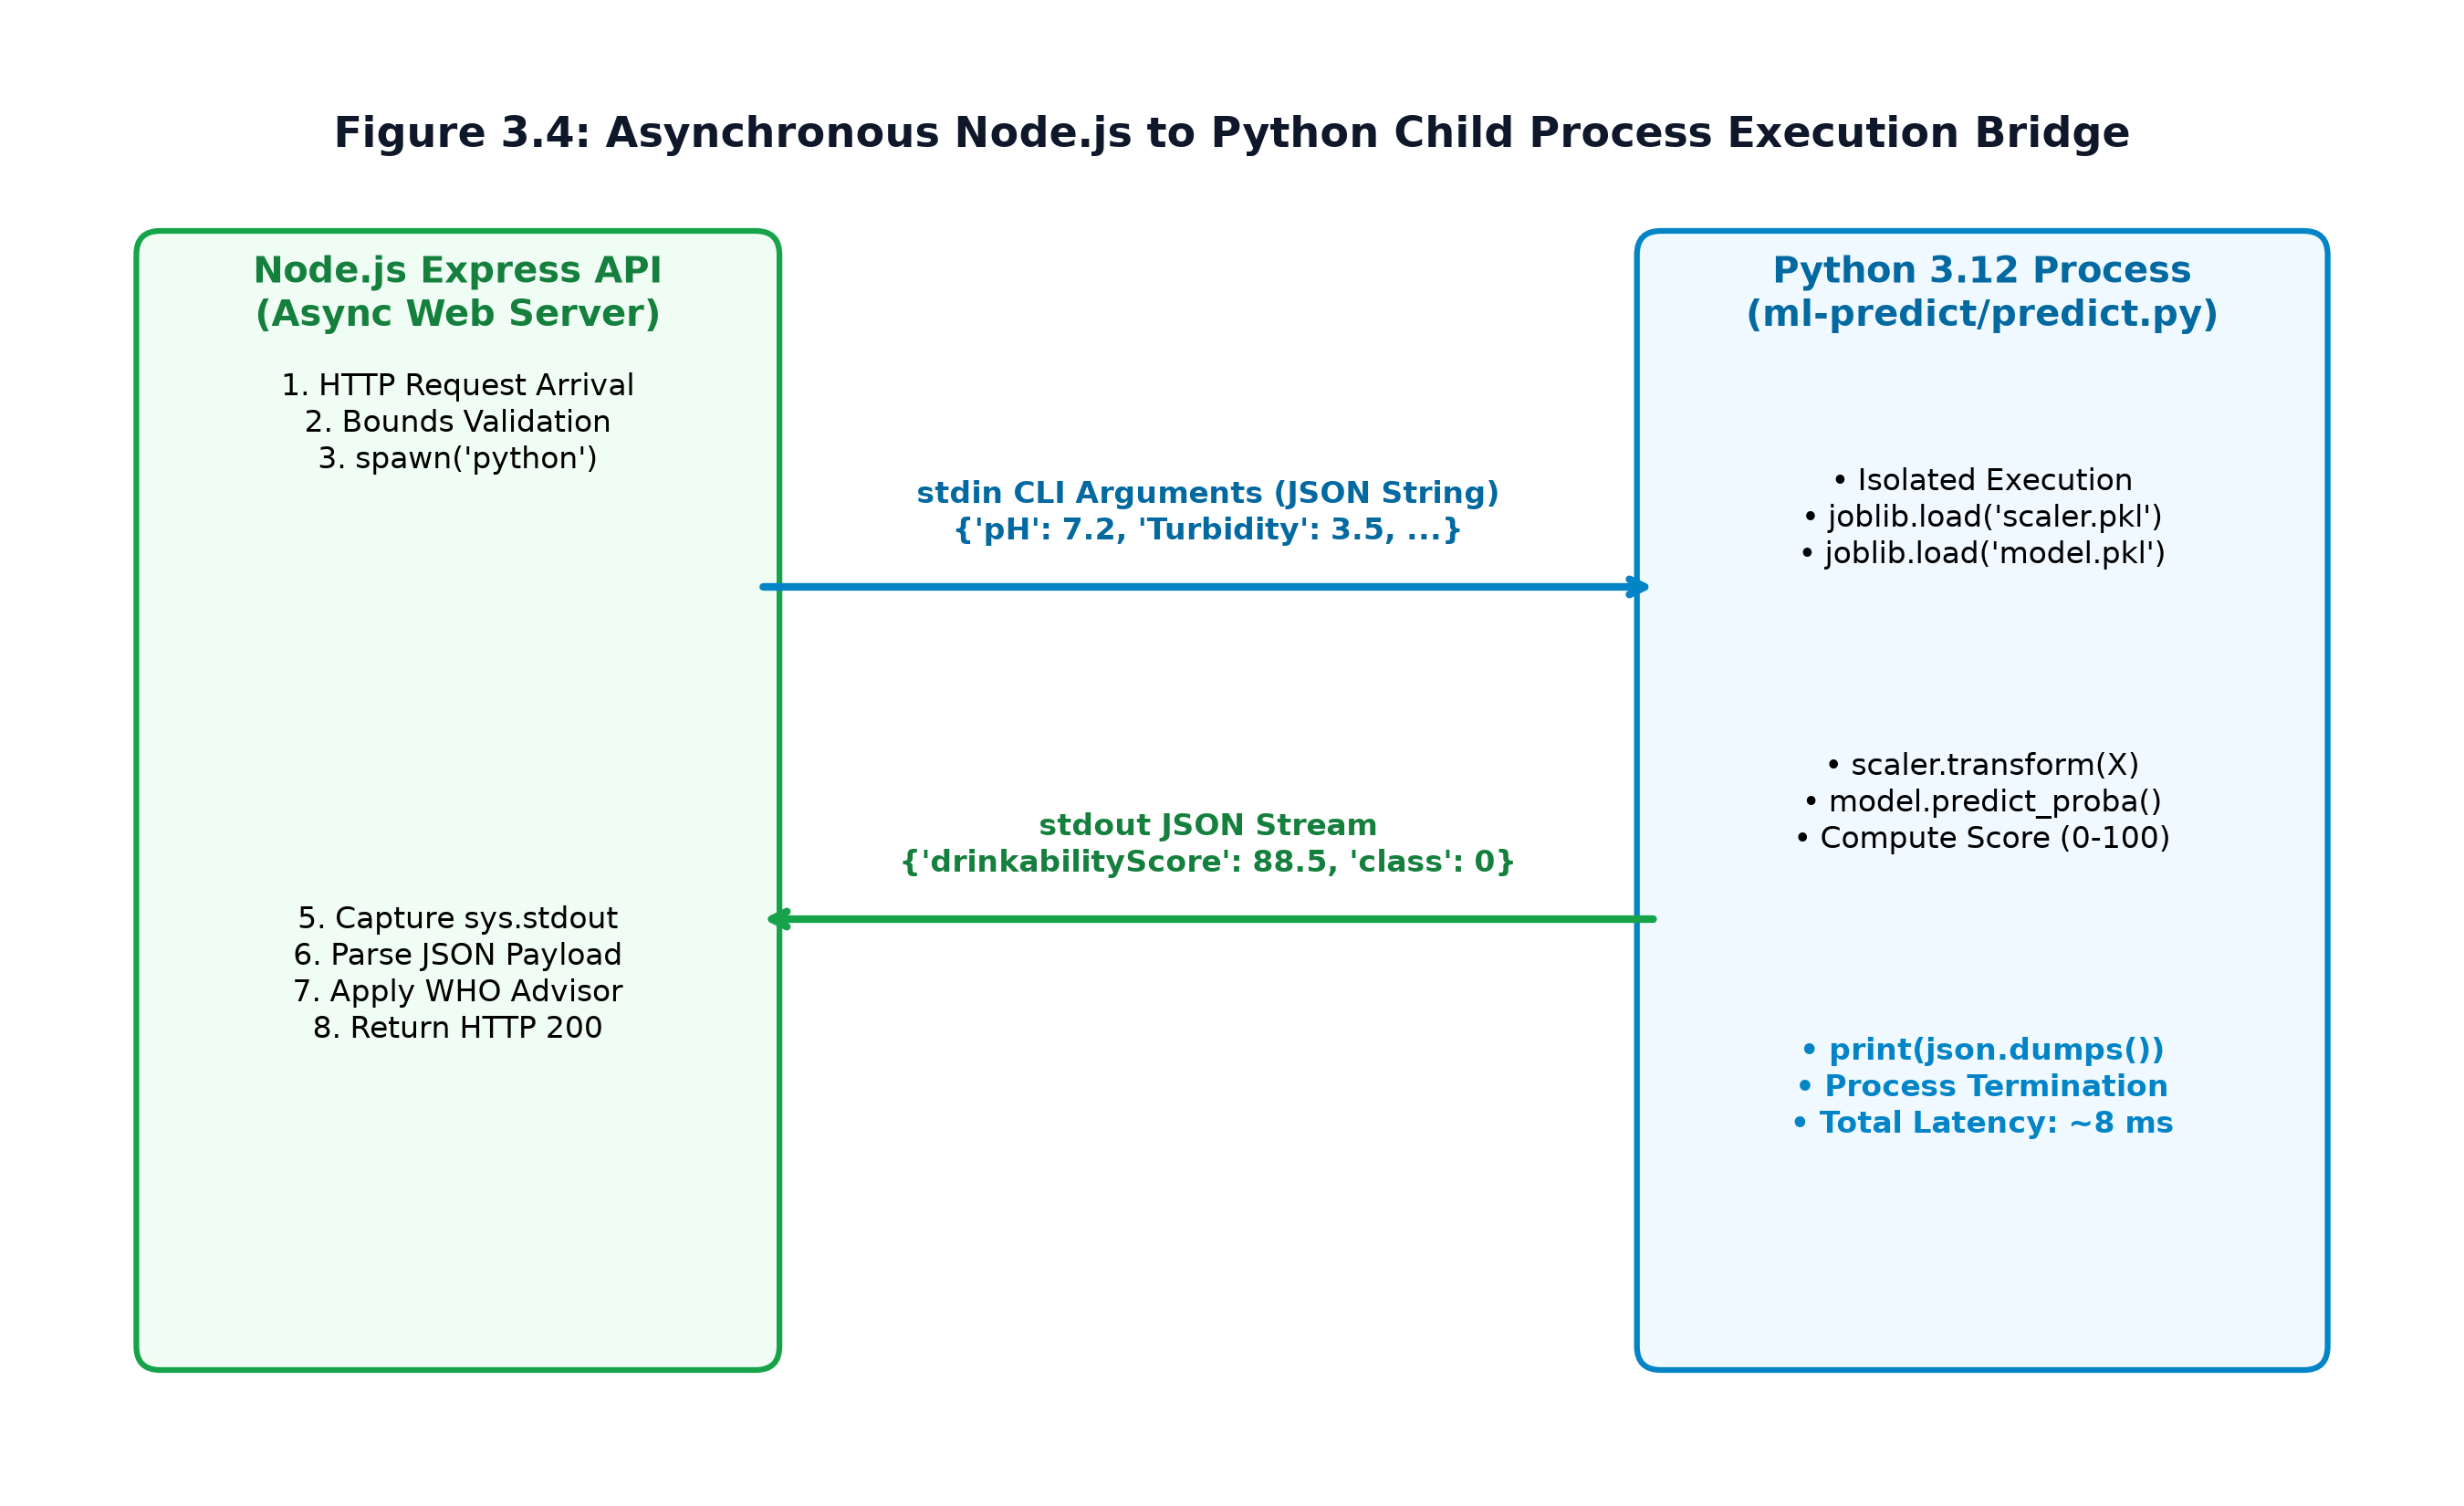 Figure 3.4: Asynchronous Node.js to Python Child Process Execution Bridge
Node.js Express API
(Async Web Server)
1. HTTP Request Arrival
2. Bounds Validation
3. spawn('python')
5. Capture sys.stdout
6. Parse JSON Payload
7. Apply WHO Advisor
8. Return HTTP 200
stdin CLI Arguments (JSON String)
{'pH': 7.2, 'Turbidity': 3.5, ...}
stdout JSON Stream
{'drinkabilityScore': 88.5, 'class': 0}
Python 3.12 Process
(ml-predict/predict.py)
• Isolated Execution
• joblib.load('scaler.pkl')
• joblib.load('model.pkl')
• scaler.transform(X)
• model.predict_proba()
• Compute Score (0-100)
• print(json.dumps())
• Process Termination
• Total Latency: ~8 ms